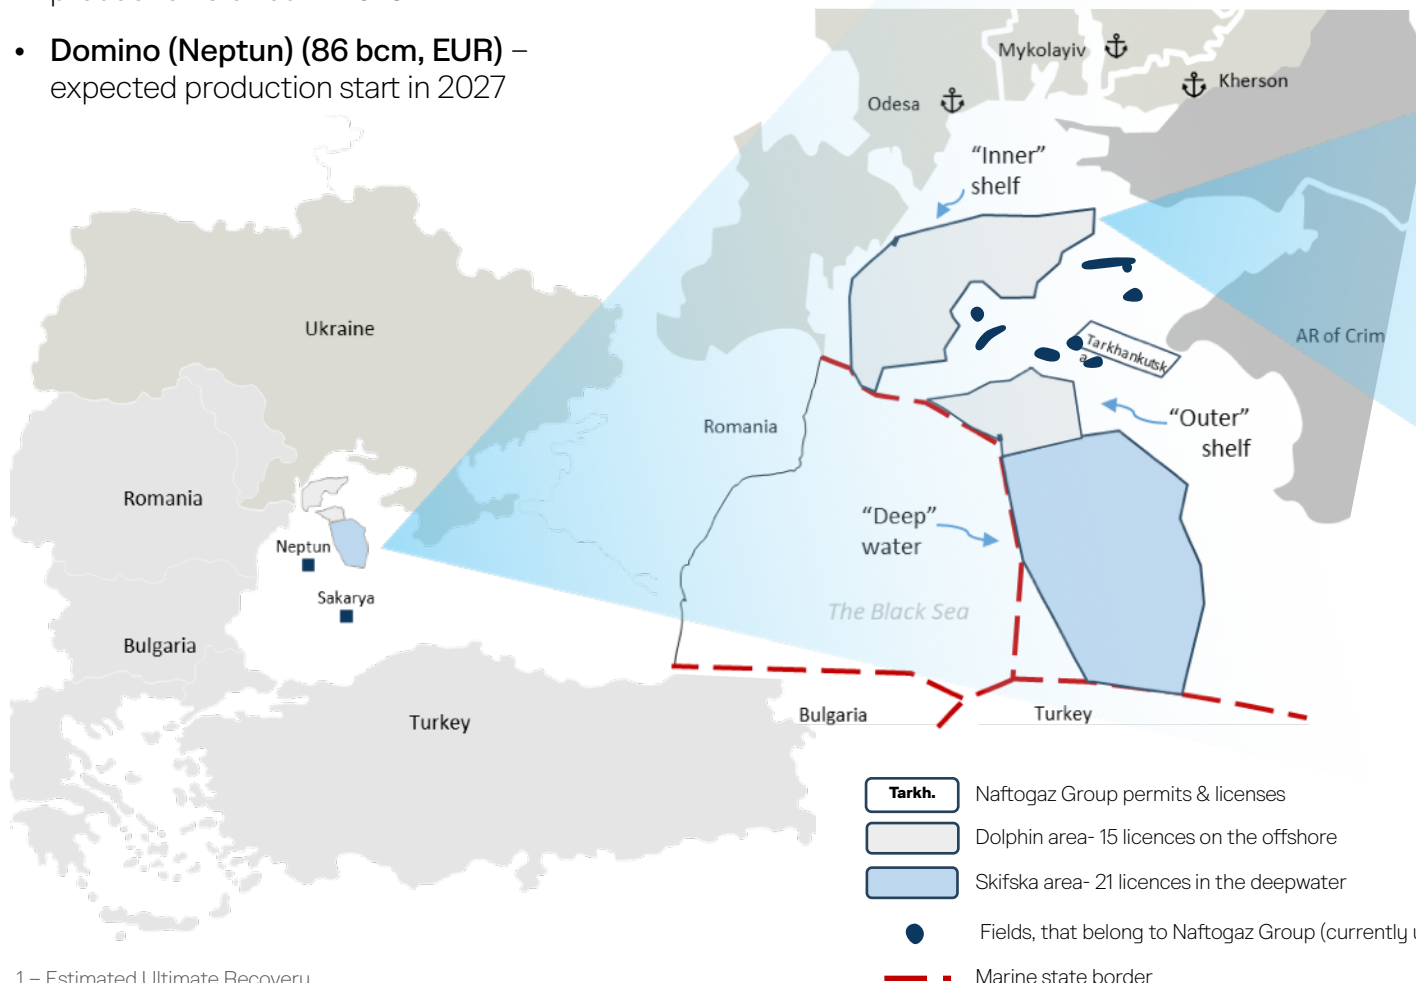 • Domino (Neptun) (86 bcm, EUR) –
expected production start in 2027
Mykolayiv
Kherson
Odesa
"Inner"
shelf
Ukraine
AR of Crim
Tarkhankutsk
a
"Outer"
shelf
Romania
Romania
"Deep"
water
Neptun
Sakarya
The Black Sea
Bulgaria
Turkey
Bulgaria
Turkey
Tarkh. Naftogaz Group permits & licenses
Dolphin area- 15 licences on the offshore
Skifska area- 21 licences in the deepwater
Fields, that belong to Naftogaz Group (currently
Marine state border
1 – Estimated Ultimate Recovery